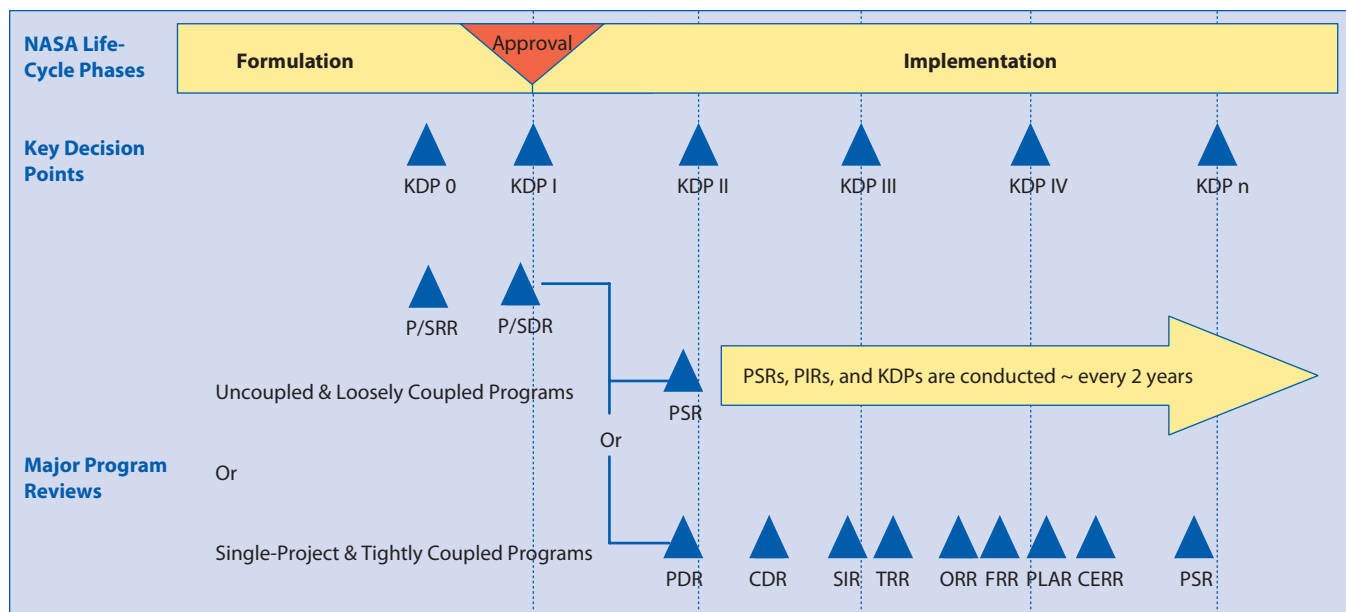 NASA Life-
Cycle Phases
Formulation
Approval
Implementation
Key Decision
Points
KDP 0
KDP I
KDP II
KDP III
KDP IV
KDP n
P/SRR
P/SDR
Uncoupled & Loosely Coupled Programs
PSR
PSRs, PIRs, and KDPs are conducted ~ every 2 years
Or
Major Program
Reviews
Or
Single-Project & Tightly Coupled Programs
PDR
CDR
SIR
TRR
ORR
FRR
PLAR
CERR
PSR